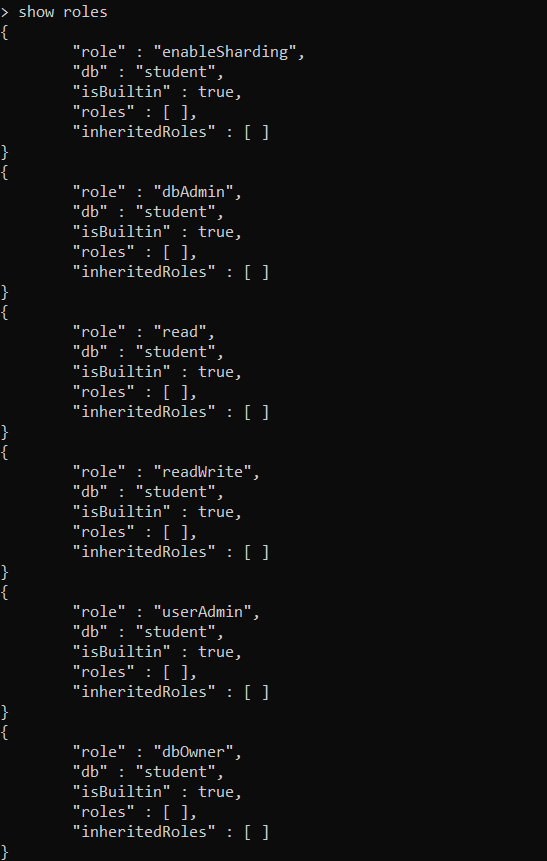 > show roles
{
        "role" : "enableSharding",
        "db" : "student",
        "isBuiltin" : true,
        "roles" : [ ],
        "inheritedRoles" : [ ]
}
{
        "role" : "dbAdmin",
        "db" : "student",
        "isBuiltin" : true,
        "roles" : [ ],
        "inheritedRoles" : [ ]
}
{
        "role" : "read",
        "db" : "student",
        "isBuiltin" : true,
        "roles" : [ ],
        "inheritedRoles" : [ ]
}
{
        "role" : "readWrite",
        "db" : "student",
        "isBuiltin" : true,
        "roles" : [ ],
        "inheritedRoles" : [ ]
}
{
        "role" : "userAdmin",
        "db" : "student",
        "isBuiltin" : true,
        "roles" : [ ],
        "inheritedRoles" : [ ]
}
{
        "role" : "dbOwner",
        "db" : "student",
        "isBuiltin" : true,
        "roles" : [ ],
        "inheritedRoles" : [ ]
}